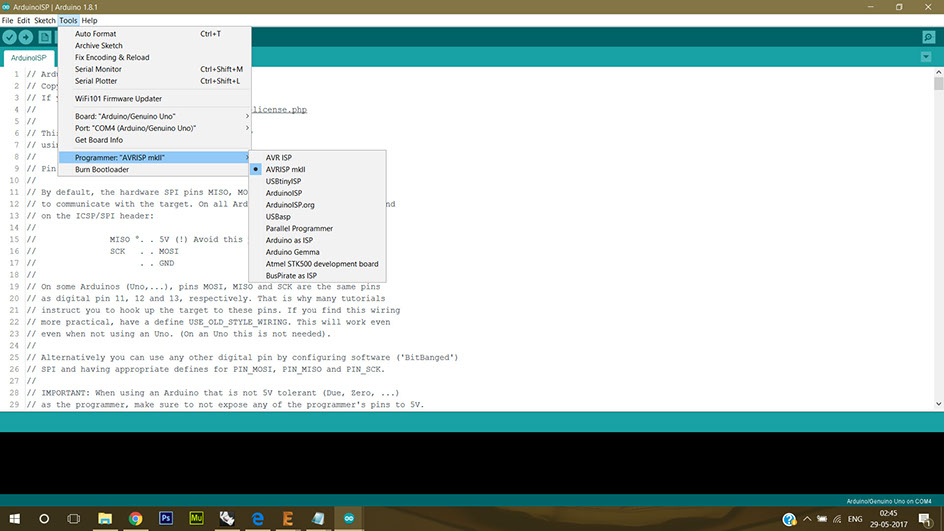 ArduinoISP | Arduino 1.8.1
File Edit Sketch Tools Help
Auto Format Ctrl+T
Archive Sketch
Fix Encoding & Reload
Serial Monitor Ctrl+Shift+M
Serial Plotter Ctrl+Shift+L
WiFi101 Firmware Updater
Board: "Arduino/Genuino Uno"
Port: "COM4 (Arduino/Genuino Uno)"
Get Board Info
Programmer: "AVRISP mkII"
Burn Bootloader
AVR ISP
AVRISP mkII
USBtinyISP
ArduinoISP
ArduinoISP.org
USBasp
Parallel Programmer
Arduino as ISP
Arduino Gemma
Atmel STK500 development board
BusPirate as ISP
ArduinoISP
1 // Ard
2 // Cop
3 // If y
4 // license.php
5 //
6 // Thi
7 // usin
8 //
9 // Pin
10 //
11 // By default, the hardware SPI pins MISO, MO
12 // to communicate with the target. On all Ard nd
13 // on the ICSP/SPI header:
14 //
15 // MISO °. . 5V (!) Avoid this
16 // SCK . . MOSI
17 // . . GND
18 //
19 // On some Arduinos (Uno,...), pins MOSI, MISO and SCK are the same pins
20 // as digital pin 11, 12 and 13, respectively. That is why many tutorials
21 // instruct you to hook up the target to these pins. If you find this wiring
22 // more practical, have a define USE_OLD_STYLE_WIRING. This will work even
23 // even when not using an Uno. (On an Uno this is not needed).
24 //
25 // Alternatively you can use any other digital pin by configuring software ('BitBanged')
26 // SPI and having appropriate defines for PIN_MOSI, PIN_MISO and PIN_SCK.
27 //
28 // IMPORTANT: When using an Arduino that is not 5V tolerant (Due, Zero, ...)
29 // as the programmer, make sure to not expose any of the programmer's pins to 5V.
Arduino/Genuino Uno on COM4
Ps Mu
ENG
02:45
29-05-2017